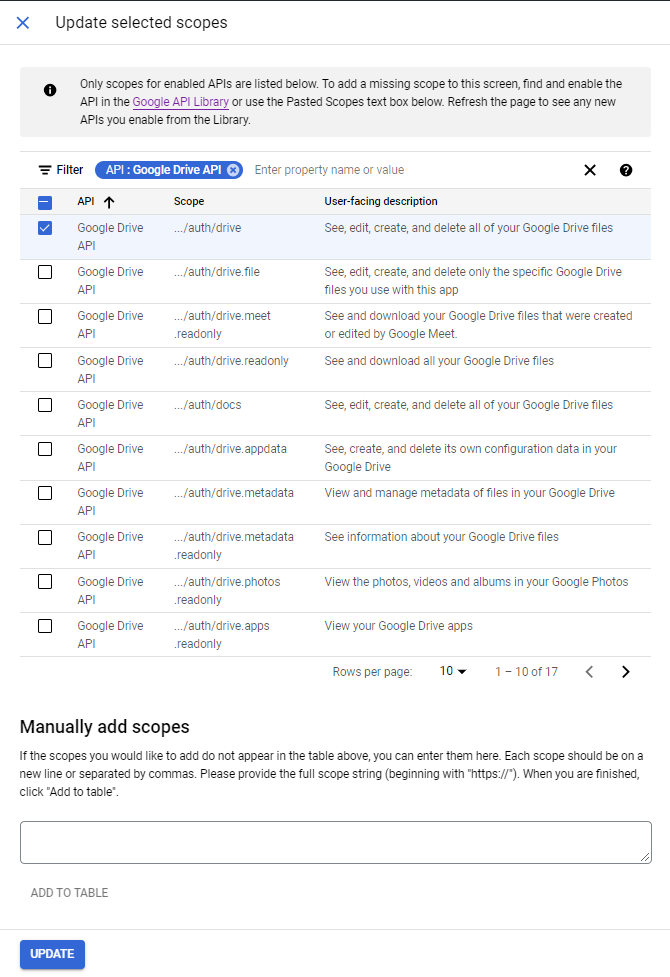 Update selected scopes
Only scopes for enabled APIs are listed below. To add a missing scope to this screen, find and enable the
API in the Google API Library or use the Pasted Scopes text box below. Refresh the page to see any new
APIs you enable from the Library.
Filter API : Google Drive API Enter property name or value
API Scope User-facing description
Google Drive API .../auth/drive See, edit, create, and delete all of your Google Drive files
Google Drive API .../auth/drive.file See, edit, create, and delete only the specific Google Drive files you use with this app
Google Drive API .../auth/drive.meet.readonly See and download your Google Drive files that were created or edited by Google Meet.
Google Drive API .../auth/drive.readonly See and download all your Google Drive files
Google Drive API .../auth/docs See, edit, create, and delete all of your Google Drive files
Google Drive API .../auth/drive.appdata See, create, and delete its own configuration data in your Google Drive
Google Drive API .../auth/drive.metadata View and manage metadata of files in your Google Drive
Google Drive API .../auth/drive.metadata.readonly See information about your Google Drive files
Google Drive API .../auth/drive.photos.readonly View the photos, videos and albums in your Google Photos
Google Drive API .../auth/drive.apps.readonly View your Google Drive apps
Rows per page: 10 1 – 10 of 17
Manually add scopes
If the scopes you would like to add do not appear in the table above, you can enter them here. Each scope should be on a
new line or separated by commas. Please provide the full scope string (beginning with "https://"). When you are finished,
click "Add to table".
ADD TO TABLE
UPDATE